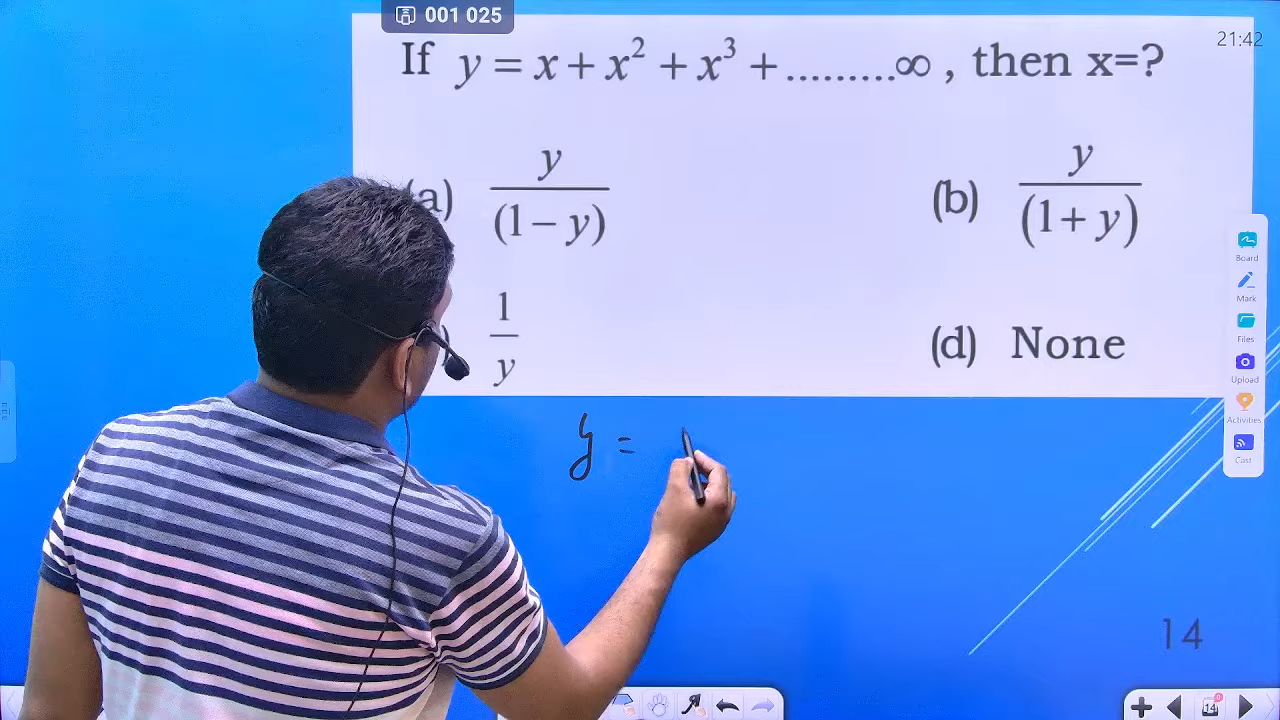 001 025
21:42
If y = x + x² + x³ + .........∞ , then x=?
(a) y/(1 − y)
(b) y/(1 + y)
) 1/y
(d) None
y =
Board
Mark
Files
Upload
Activities
Cast
14
14